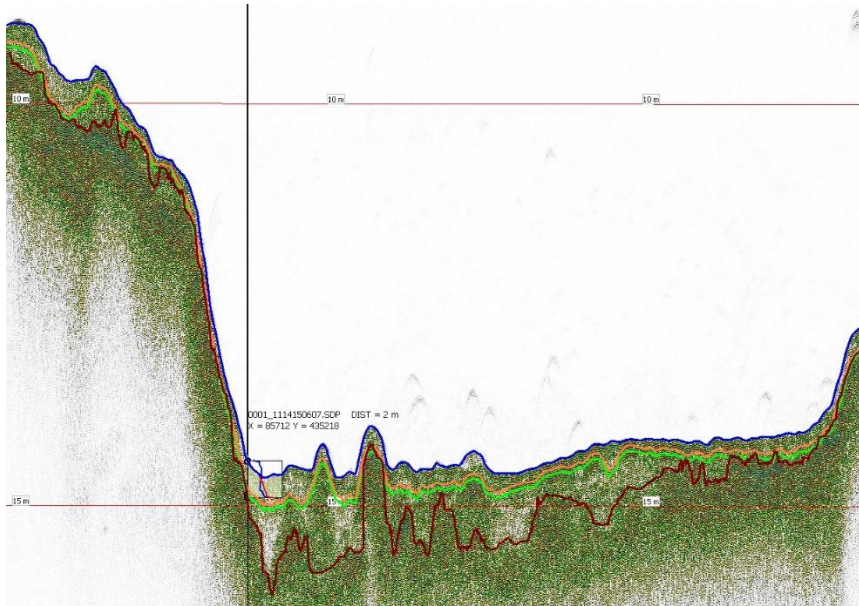 10 m
10 m
10 m
0001_1114150607.SDP DIST = 2 m
X = 85712 Y = 435218
15 m
15 m
15 m